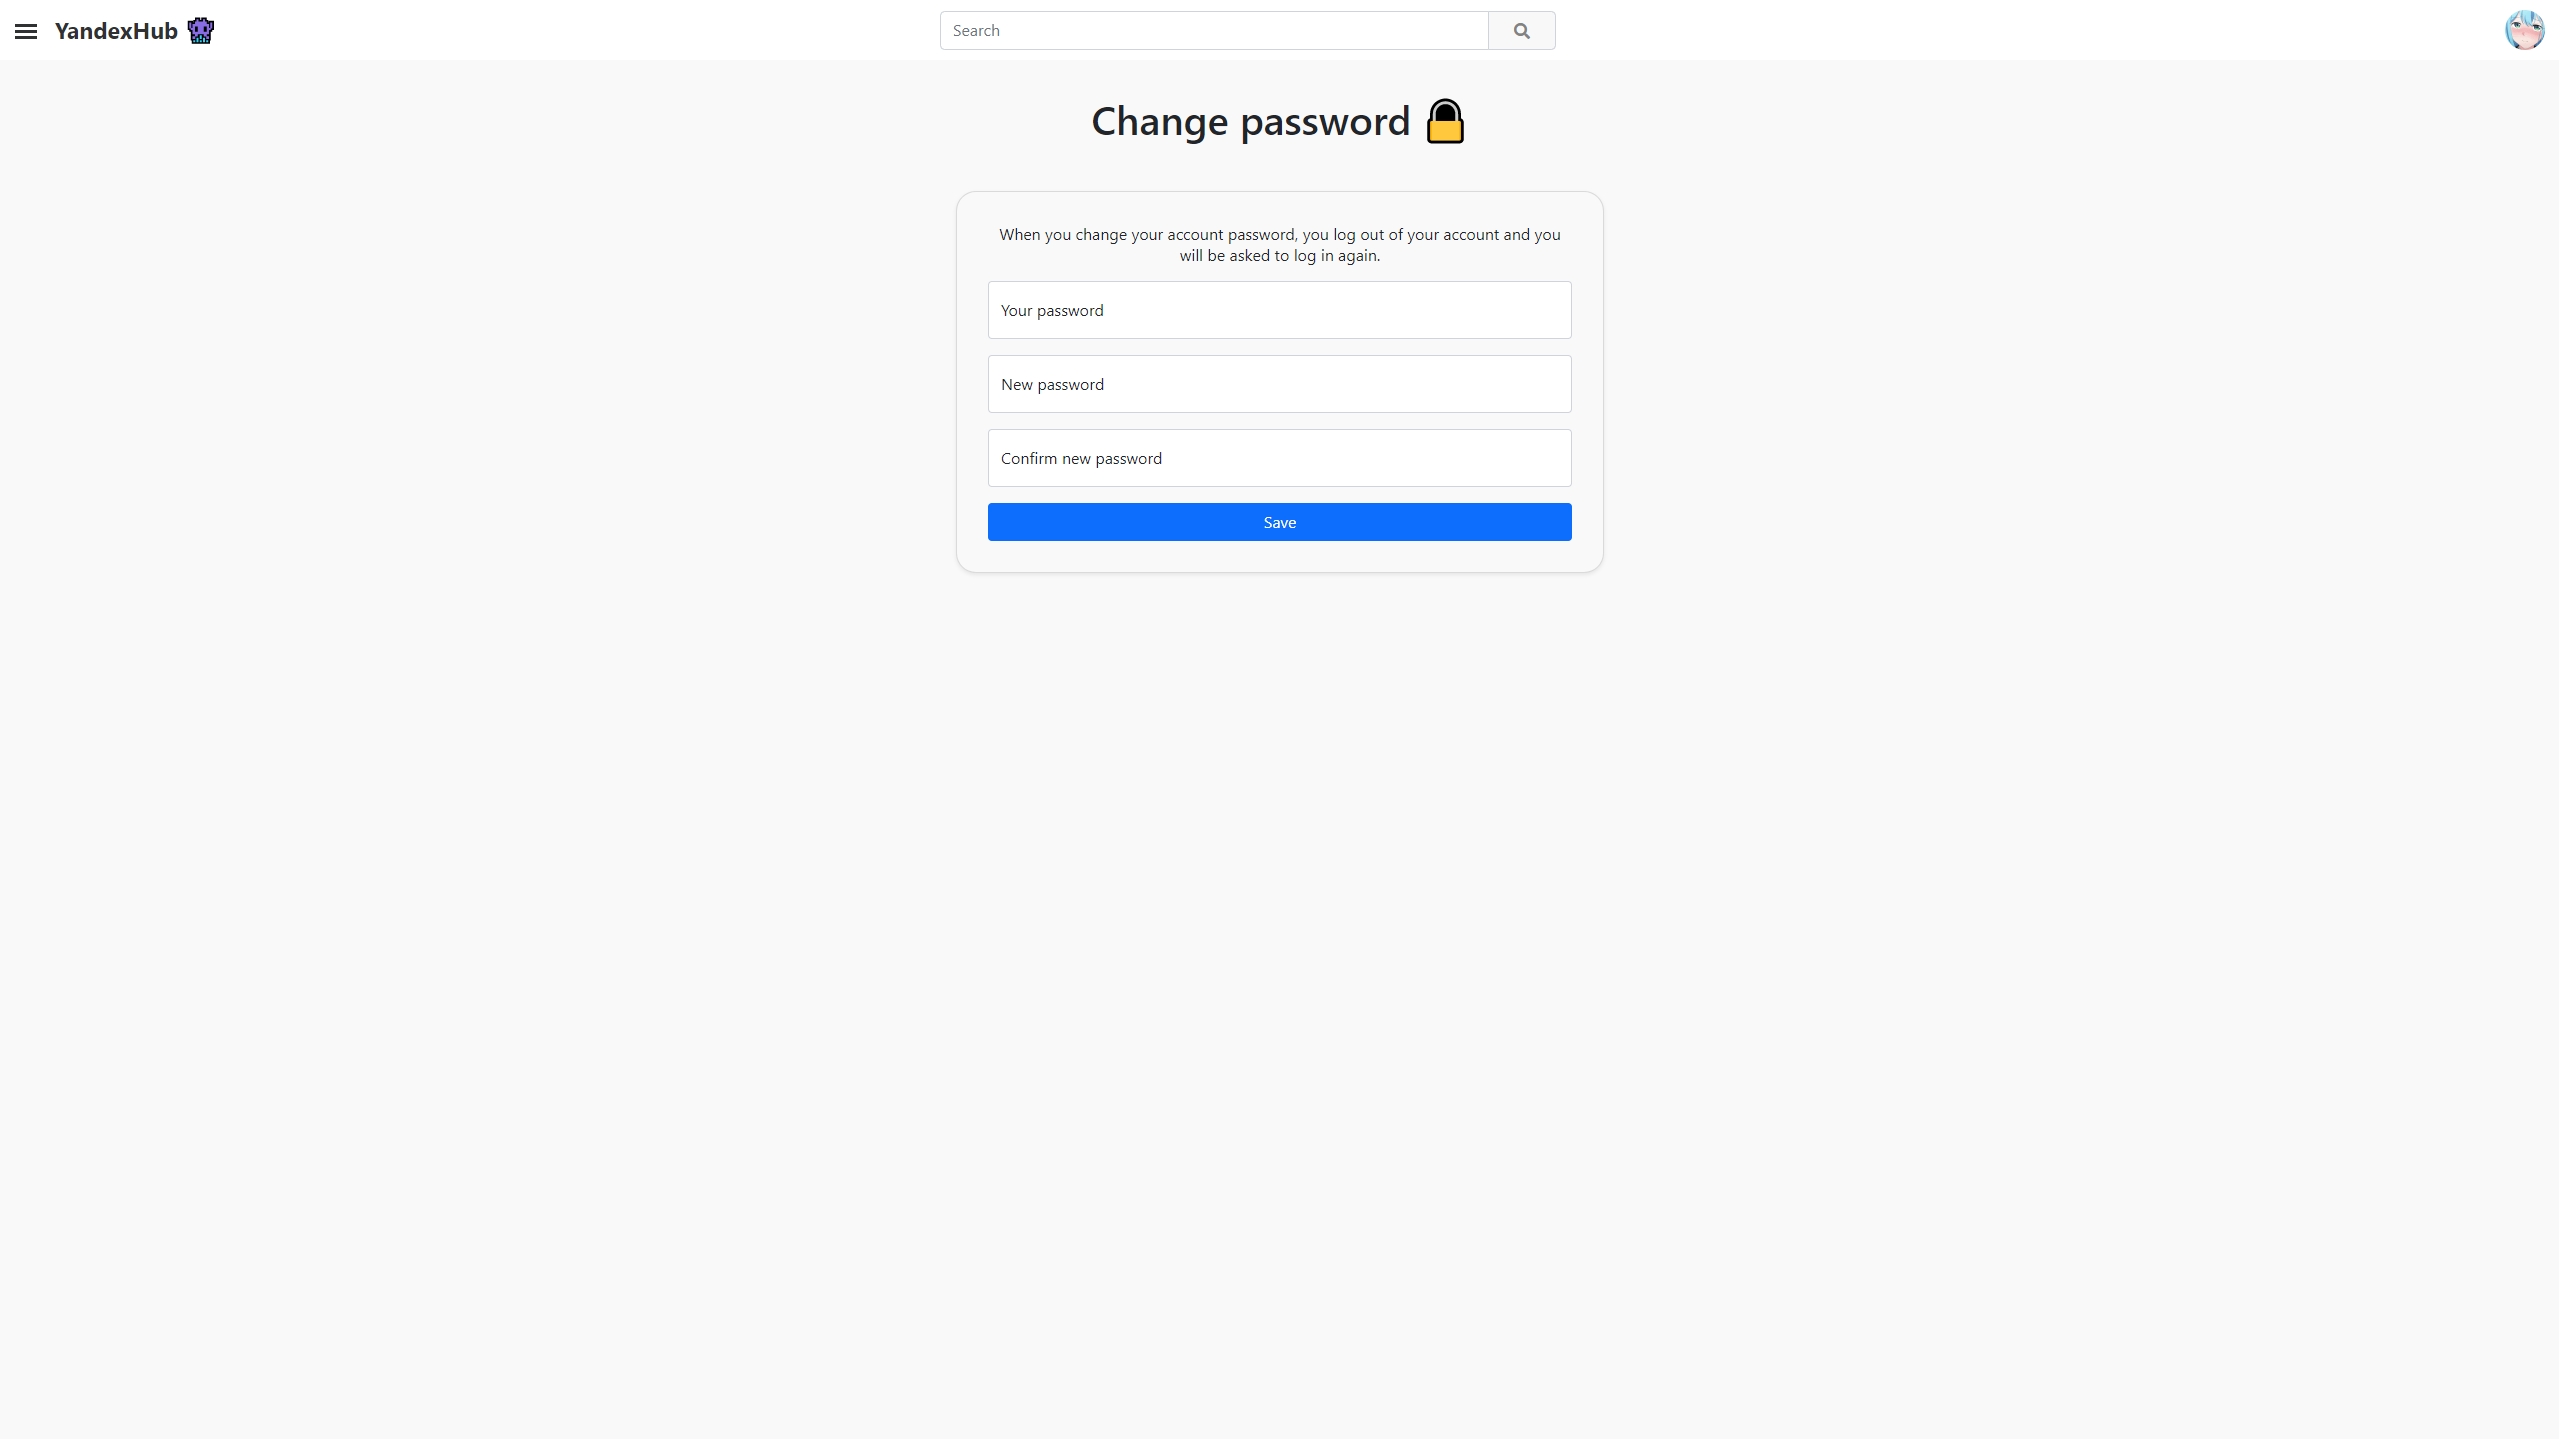 YandexHub
Search
Change password
When you change your account password, you log out of your account and you
will be asked to log in again.
Your password
New password
Confirm new password
Save